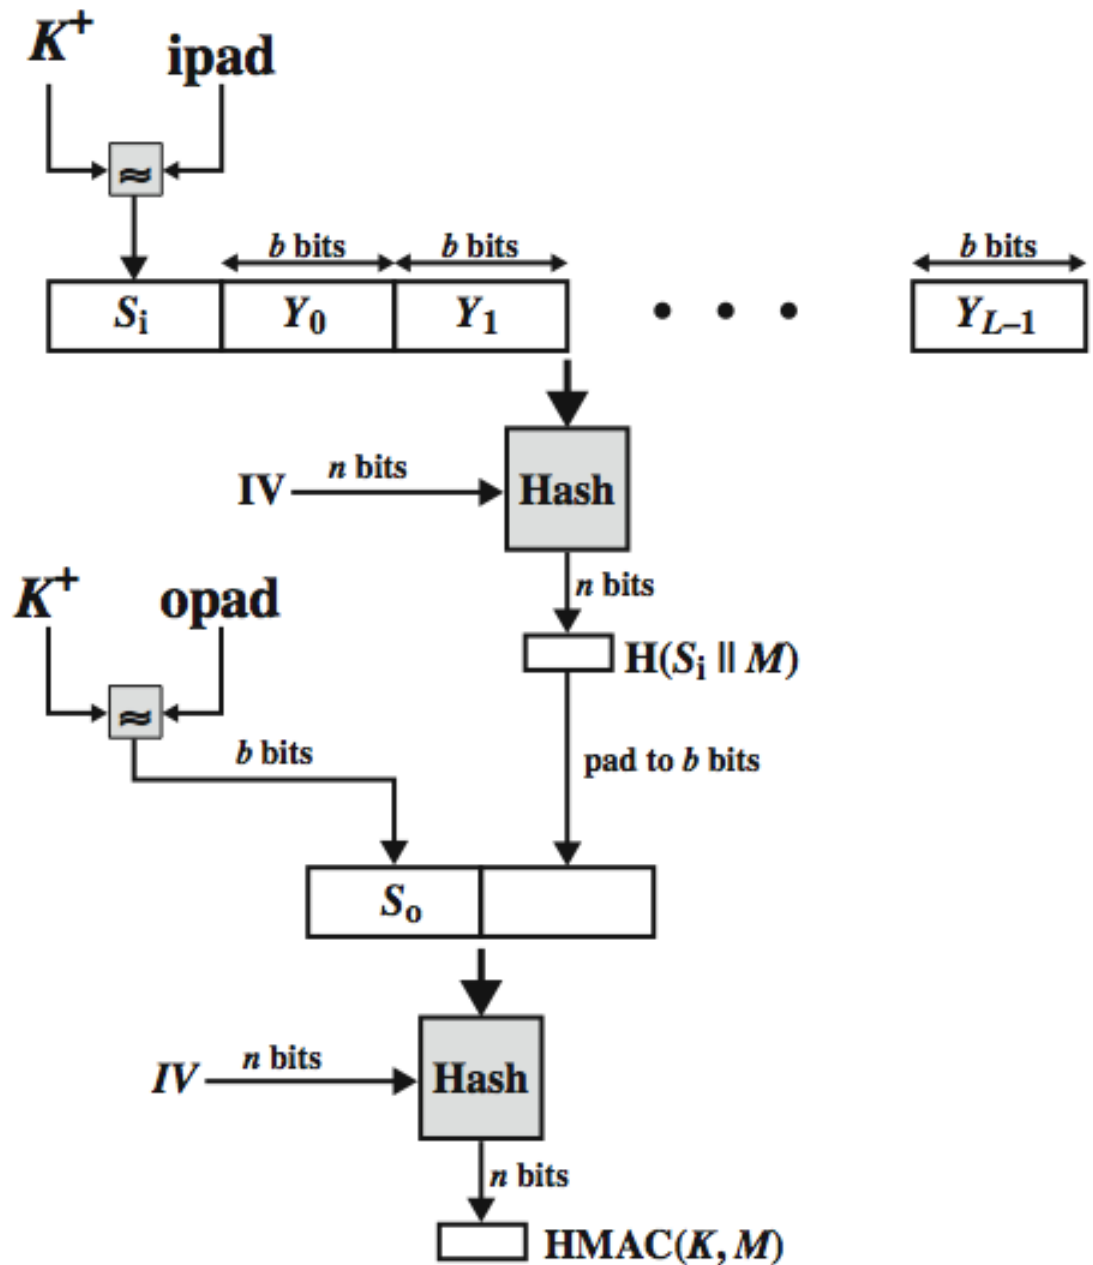 K⁺ ipad
≈
b bits b bits b bits
Sᵢ Y₀ Y₁ • • • Y_{L–1}
IV n bits Hash
n bits
K⁺ opad
H(Sᵢ || M)
≈
b bits
pad to b bits
Sₒ
IV n bits Hash
n bits
HMAC(K, M)